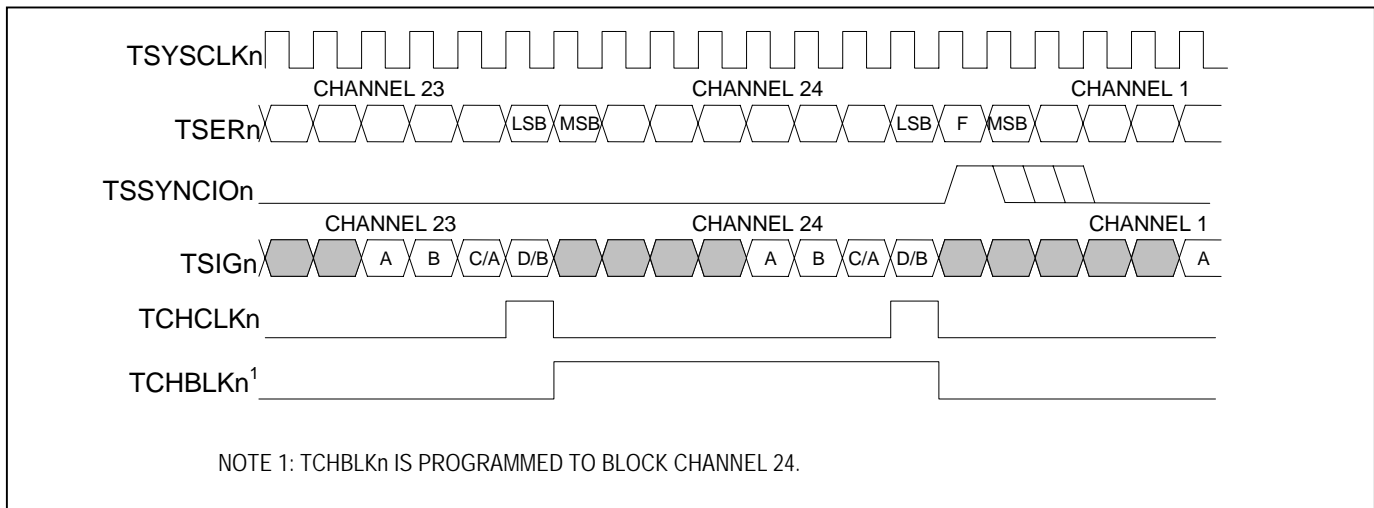 TSYSCLKn
CHANNEL 23 CHANNEL 24 CHANNEL 1
TSERn LSB MSB LSB F MSB
TSSYNCIOn
CHANNEL 23 CHANNEL 24 CHANNEL 1
TSIGn A B C/A D/B A B C/A D/B A
TCHCLKn
TCHBLKn¹
NOTE 1: TCHBLKn IS PROGRAMMED TO BLOCK CHANNEL 24.